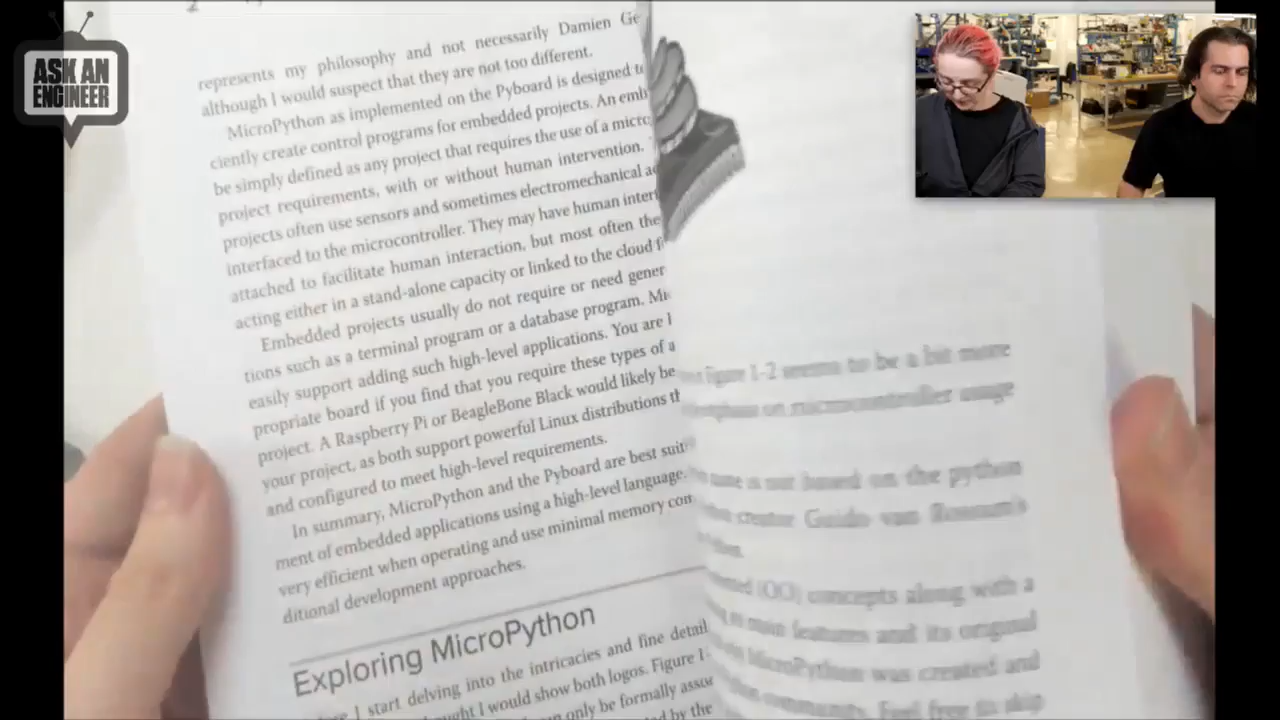 ASK AN
ENGINEER
represents my philosophy and not necessarily Damien Ge
although I would suspect that they are not too different.
MicroPython as implemented on the Pyboard is designed t
ciently create control programs for embedded projects. An emb
be simply defined as any project that requires the use of a micro
project requirements, with or without human intervention.
projects often use sensors and sometimes electromechanical a
interfaced to the microcontroller. They may have human inter
attached to facilitate human interaction, but most often the
acting either in a stand-alone capacity or linked to the cloud f
Embedded projects usually do not require or need gener
tions such as a terminal program or a database program. Mi
easily support adding such high-level applications. You are l
propriate board if you find that you require these types of a
project. A Raspberry Pi or BeagleBone Black would likely be
your project, as both support powerful Linux distributions th
and configured to meet high-level requirements.
In summary, MicroPython and the Pyboard are best suit
ment of embedded applications using a high-level language.
very efficient when operating and use minimal memory com
ditional development approaches.
Exploring MicroPython
I start delving into the intricacies and fine detail
thought I would show both logos. Figure 1-
only be formally asso
by the
figure 1-2 seems to be a bit more
on microcontroller usage
name is not based on the python
creator Guido van Rossum's
(OO) concepts along with a
main features and its original
MicroPython was created and
community. Feel free to skip